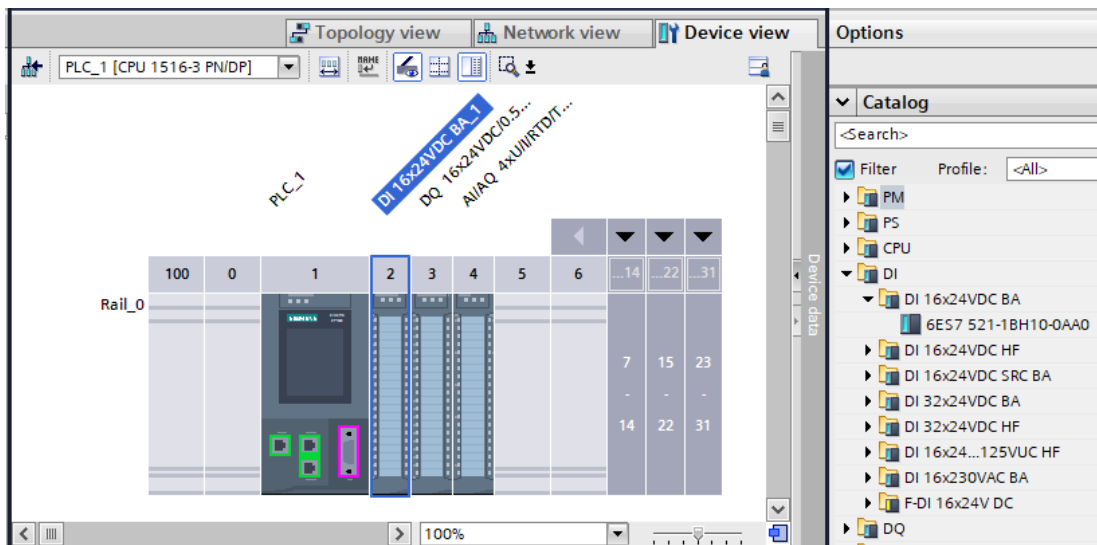 Topology view
Network view
Device view
Options
PLC_1 [CPU 1516-3 PN/DP]
NAME
Catalog
<Search>
Filter
Profile:
<All>
PLC_1
DI 16x24VDC BA_1
DQ 16x24VDC/0.5...
AI/AQ 4xU/I/RTD/T...
PM
PS
CPU
DI
DI 16x24VDC BA
6ES7 521-1BH10-0AA0
DI 16x24VDC HF
DI 16x24VDC SRC BA
DI 32x24VDC BA
DI 32x24VDC HF
DI 16x24...125VUC HF
DI 16x230VAC BA
F-DI 16x24V DC
DQ
100 0 1 2 3 4 5 6 ...14 ...22 ...31
Rail_0
SIEMENS
7 15 23
- - -
14 22 31
Device data
100%